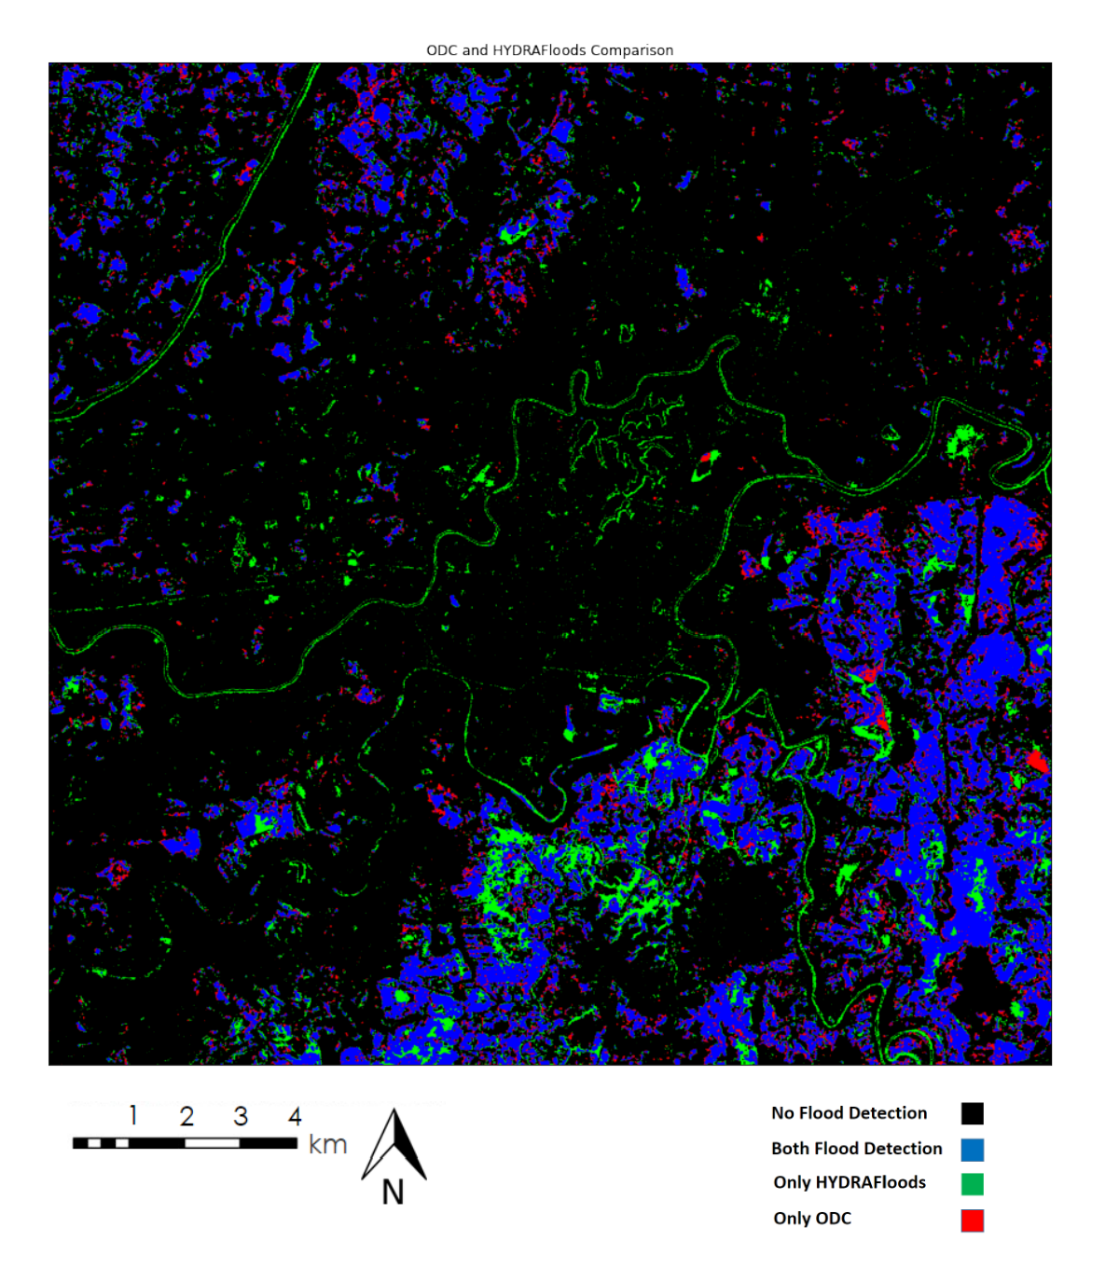 ODC and HYDRAFloods Comparison
1 2 3 4
km
N
No Flood Detection
Both Flood Detection
Only HYDRAFloods
Only ODC